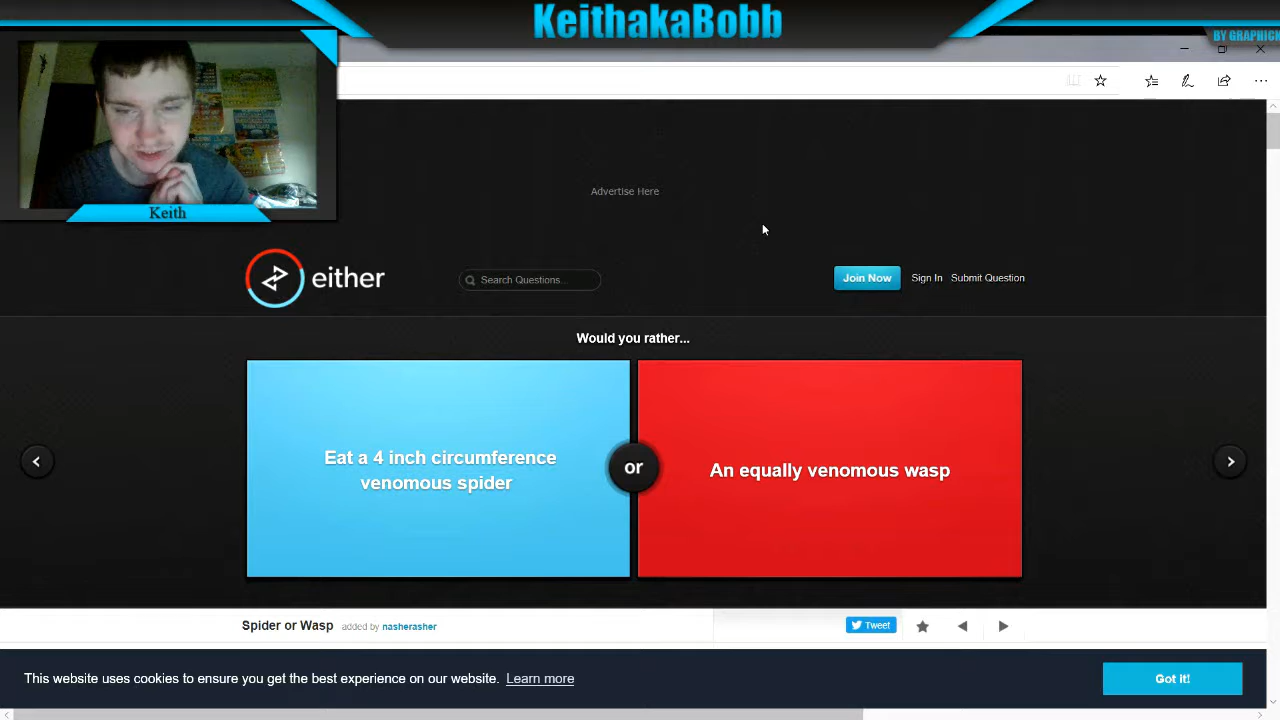 KeithakaBobb
BY GRAPHICK
Keith
Advertise Here
either
Search Questions...
Join Now
Sign In
Submit Question
Would you rather...
Eat a 4 inch circumference
venomous spider
or
An equally venomous wasp
Spider or Wasp
added by nasherasher
Tweet
This website uses cookies to ensure you get the best experience on our website. Learn more
Got it!